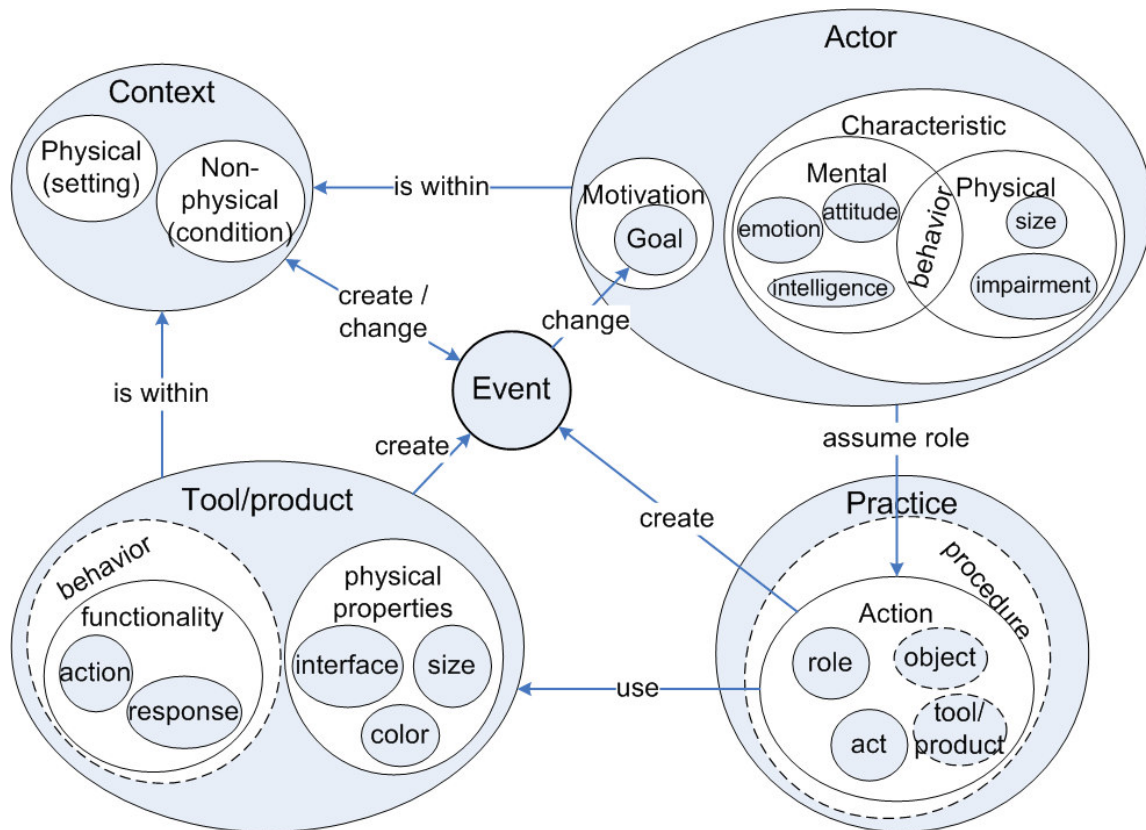 Actor
Context
Characteristic
Physical
(setting)
Non-
physical
(condition)
Mental
Physical
is within
Motivation
attitude
size
emotion
Goal
behavior
intelligence
impairment
create /
change
change
Event
is within
create
assume role
Tool/product
Practice
create
behavior
procedure
physical
properties
functionality
Action
action
interface
size
role
object
response
use
color
act
tool/
product